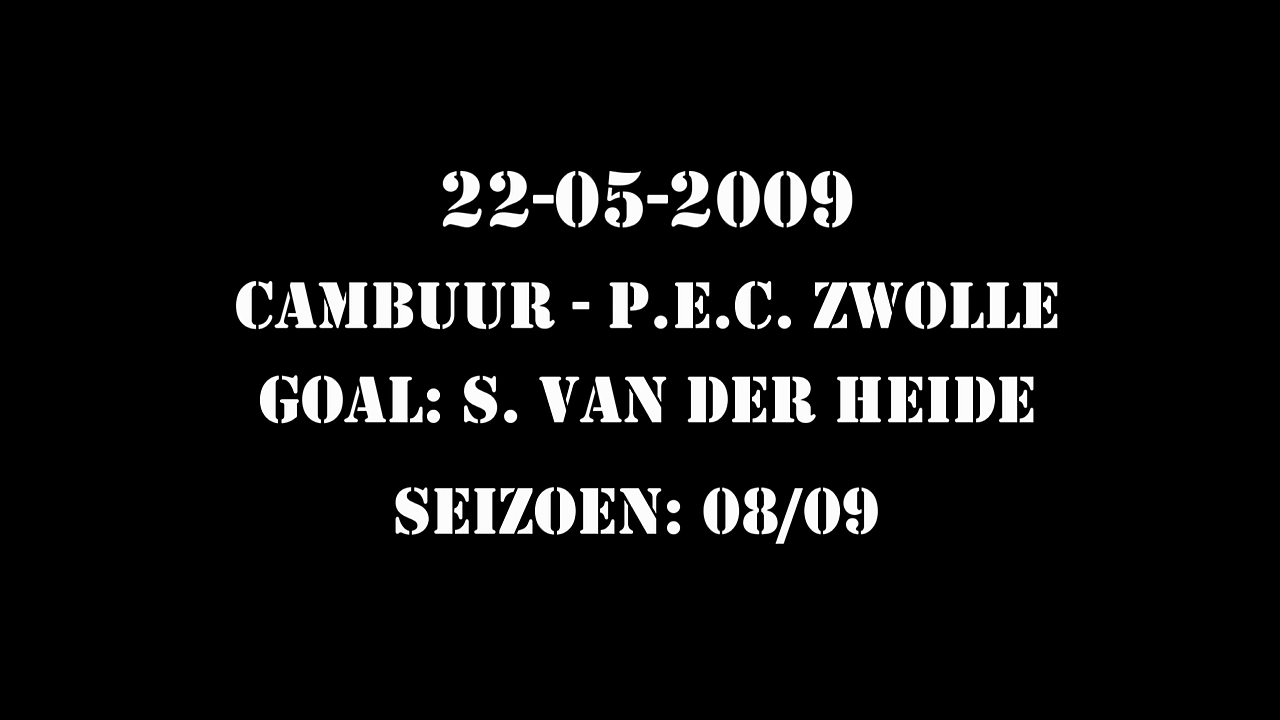 22-05-2009
CAMBUUR - P.E.C. ZWOLLE
GOAL: S. VAN DER HEIDE
SEIZOEN: 08/09